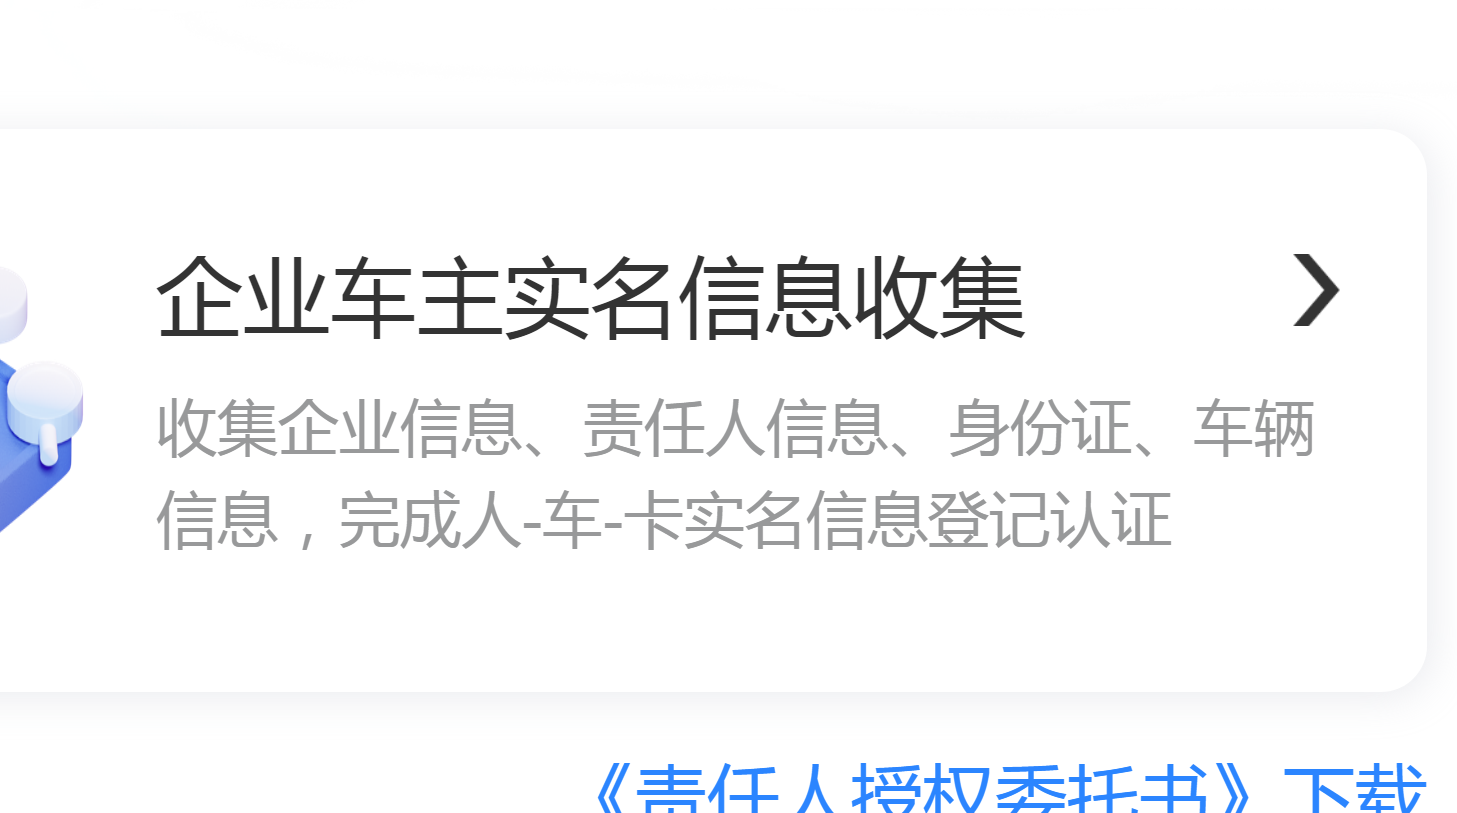 企业车主实名信息收集
收集企业信息、责任人信息、身份证、车辆
信息，完成人-车-卡实名信息登记认证
《责任人授权委托书》下载